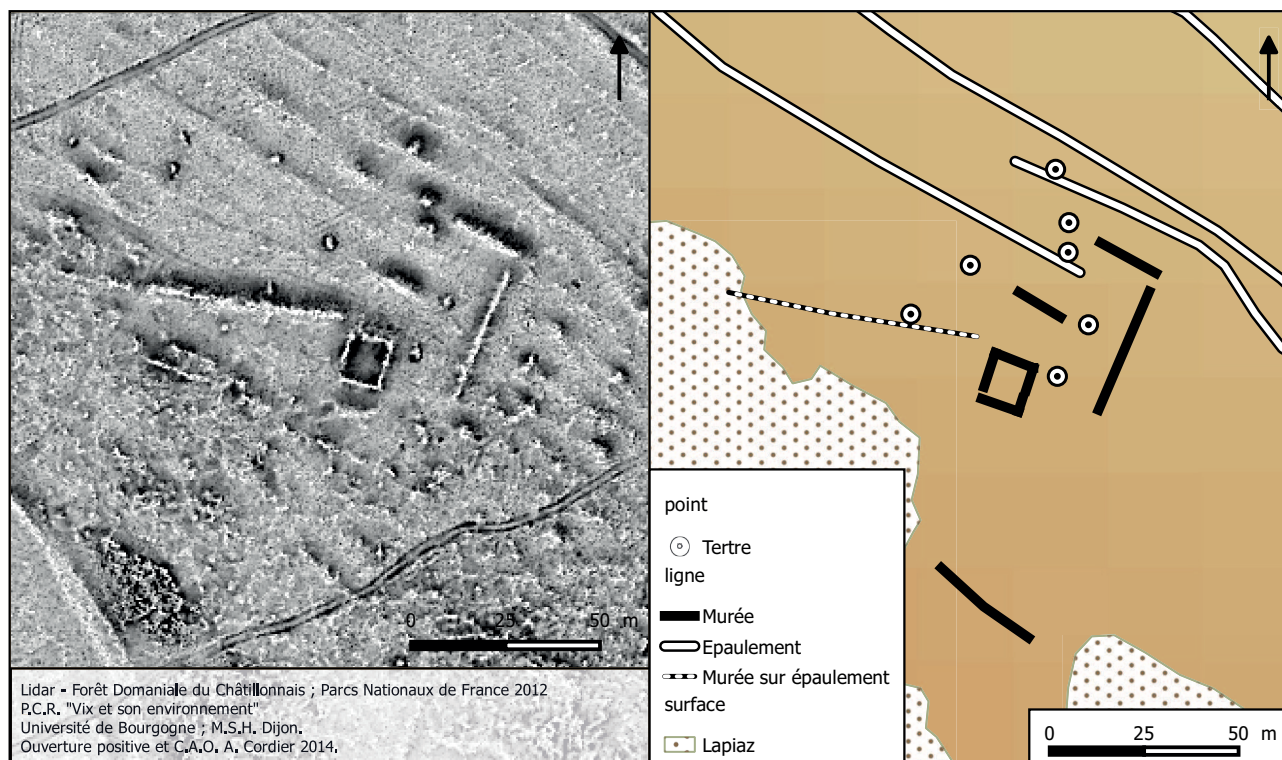 0 25 50 m
Lidar - Forêt Domaniale du Châtillonnais ; Parcs Nationaux de France 2012
P.C.R. "Vix et son environnement"
Université de Bourgogne ; M.S.H. Dijon.
Ouverture positive et C.A.O. A. Cordier 2014.
point
Tertre
ligne
Murée
Epaulement
Murée sur épaulement
surface
Lapiaz
0 25 50 m